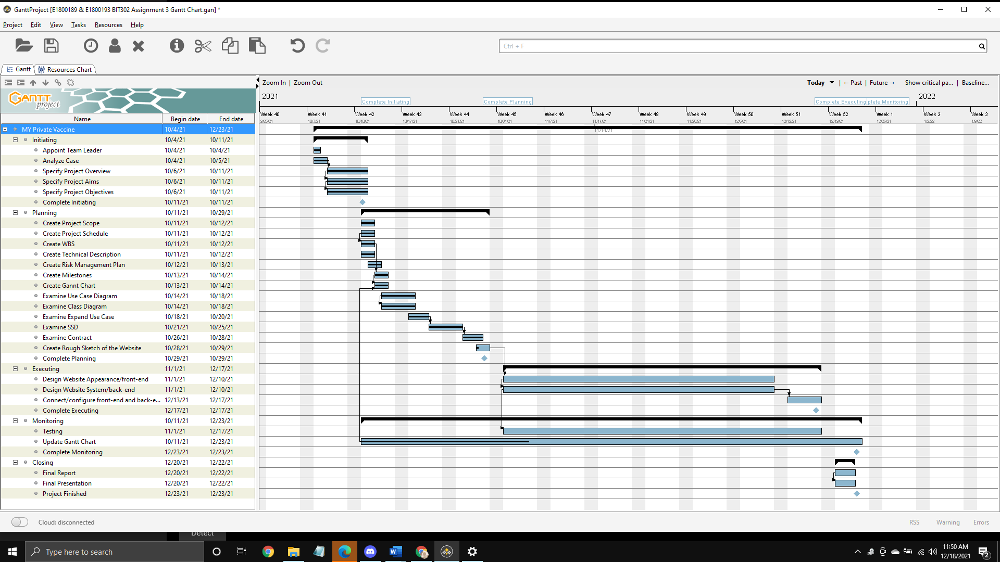 GanttProject [E1800189 & E1800193 BIT302 Assignment 3 Gantt Chart.gan] *
Project Edit View Tasks Resources Help
Ctrl + F
Gantt Resources Chart
Zoom In | Zoom Out Today | ← Past | Future → Show critical pa... | Baseline...
GANTT project
2021 2022
Complete Initiating Complete Planning Complete Executing plete Monitoring
Week 40 Week 41 Week 42 Week 43 Week 44 Week 45 Week 46 Week 47 Week 48 Week 49 Week 50 Week 51 Week 52 Week 1 Week 2 Week 3
9/26/21 10/3/21 10/10/21 10/17/21 10/24/21 10/31/21 11/7/21 11/14/21 11/21/21 11/28/21 12/5/21 12/12/21 12/19/21 12/26/21 1/2/22 1/9/22
Name Begin date End date
MY Private Vaccine 10/4/21 12/23/21
11/14/21
Initiating 10/4/21 10/11/21
Appoint Team Leader 10/4/21 10/4/21
Analyze Case 10/4/21 10/5/21
Specify Project Overview 10/6/21 10/11/21
Specify Project Aims 10/6/21 10/11/21
Specify Project Objectives 10/6/21 10/11/21
Complete Initiating 10/11/21 10/11/21
Planning 10/11/21 10/29/21
Create Project Scope 10/11/21 10/12/21
Create Project Schedule 10/11/21 10/12/21
Create WBS 10/11/21 10/12/21
Create Technical Description 10/11/21 10/12/21
Create Risk Management Plan 10/12/21 10/13/21
Create Milestones 10/13/21 10/14/21
Create Gannt Chart 10/13/21 10/14/21
Examine Use Case Diagram 10/14/21 10/18/21
Examine Class Diagram 10/14/21 10/18/21
Examine Expand Use Case 10/18/21 10/20/21
Examine SSD 10/21/21 10/25/21
Examine Contract 10/26/21 10/28/21
Create Rough Sketch of the Website 10/28/21 10/29/21
Complete Planning 10/29/21 10/29/21
Executing 11/1/21 12/17/21
Design Website Appearance/front-end 11/1/21 12/10/21
Design Website System/back-end 11/1/21 12/10/21
Connect/configure front-end and back-e... 12/13/21 12/17/21
Complete Executing 12/17/21 12/17/21
Monitoring 10/11/21 12/23/21
Testing 11/1/21 12/17/21
Update Gantt Chart 10/11/21 12/23/21
Complete Monitoring 12/23/21 12/23/21
Closing 12/20/21 12/22/21
Final Report 12/20/21 12/22/21
Final Presentation 12/20/21 12/22/21
Project Finished 12/23/21 12/23/21
Cloud: disconnected RSS Warning Errors
Detect
Type here to search
11:50 AM
12/18/2021
2